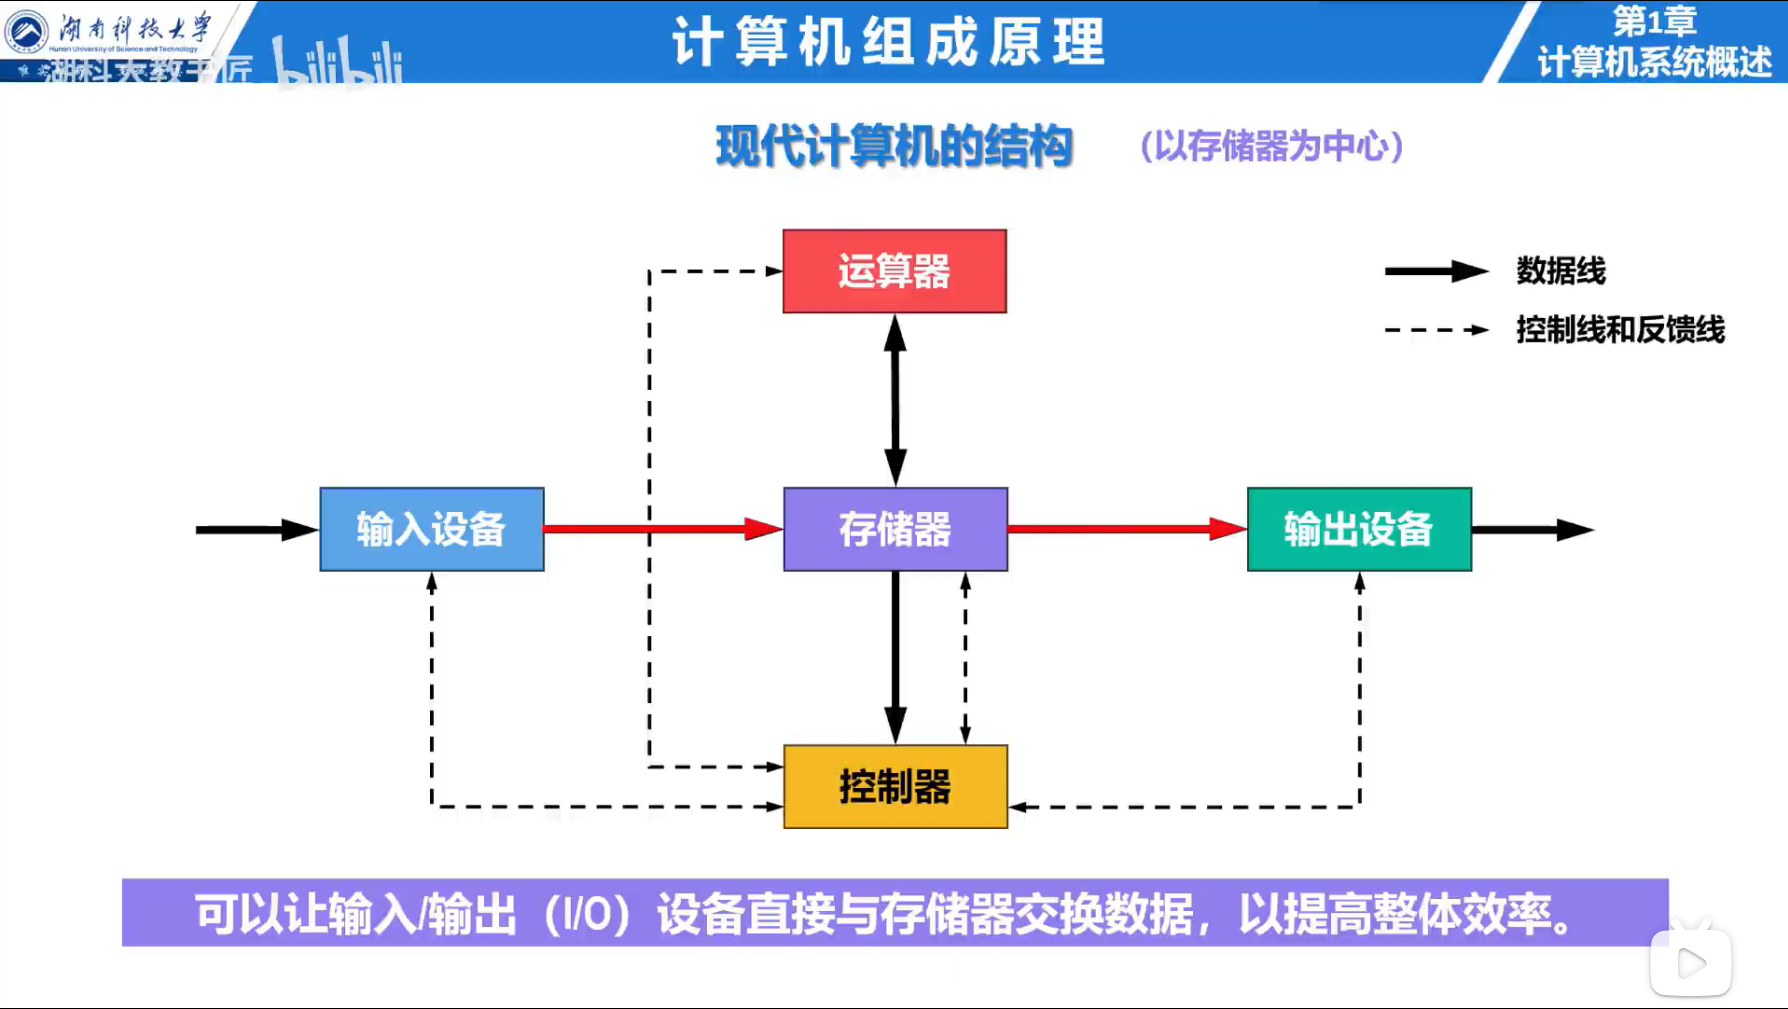 湖南科技大学
Hunan University of Science and Technology
湖科大教书匠
bilibili
计算机组成原理
第1章
计算机系统概述
现代计算机的结构
（以存储器为中心）
运算器
数据线
控制线和反馈线
输入设备
存储器
输出设备
控制器
可以让输入/输出（I/O）设备直接与存储器交换数据，以提高整体效率。